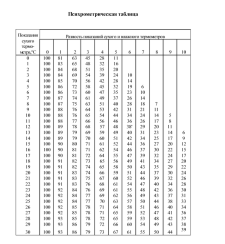 Психрометрическая таблица
Показания
сухого
термо-
метра,°С
Разность показаний сухого и влажного термометров
0 1 2 3 4 5 6 7 8 9 10
0 100 81 63 45 28 11
1 100 83 65 48 32 16
2 100 84 68 51 35 20
3 100 84 69 54 39 24 10
4 100 85 70 56 42 28 14
5 100 86 72 58 45 32 19 6
6 100 86 73 60 47 35 23 10
7 100 87 74 61 49 37 26 14
8 100 87 75 63 51 40 28 18 7
9 100 88 76 64 53 42 31 21 11
10 100 88 76 65 54 44 34 24 14 5
11 100 88 77 66 56 46 36 26 17 8
12 100 89 78 68 57 48 38 29 20 11
13 100 89 79 69 59 49 40 31 23 14 6
14 100 89 79 70 60 51 42 34 25 17 9
15 100 90 80 71 61 52 44 36 27 20 12
16 100 90 81 71 62 54 46 37 30 22 15
17 100 90 81 72 64 55 47 39 32 24 17
18 100 91 82 73 65 56 49 41 34 27 20
19 100 91 82 74 65 58 50 43 35 29 22
20 100 91 83 74 66 59 51 44 37 30 24
21 100 91 83 75 67 60 52 46 39 32 26
22 100 92 83 76 68 61 54 47 40 34 28
23 100 92 84 76 69 61 55 48 42 36 30
24 100 92 84 77 69 62 56 49 43 37 31
25 100 92 84 77 70 63 57 50 44 38 33
26 100 92 85 78 71 64 58 51 46 40 34
27 100 92 85 78 71 65 59 52 47 41 36
28 100 93 85 78 72 65 59 53 48 42 37
29 100 93 86 79 72 66 60 54 49 43 38
30 100 93 86 79 73 67 61 55 50 44 39